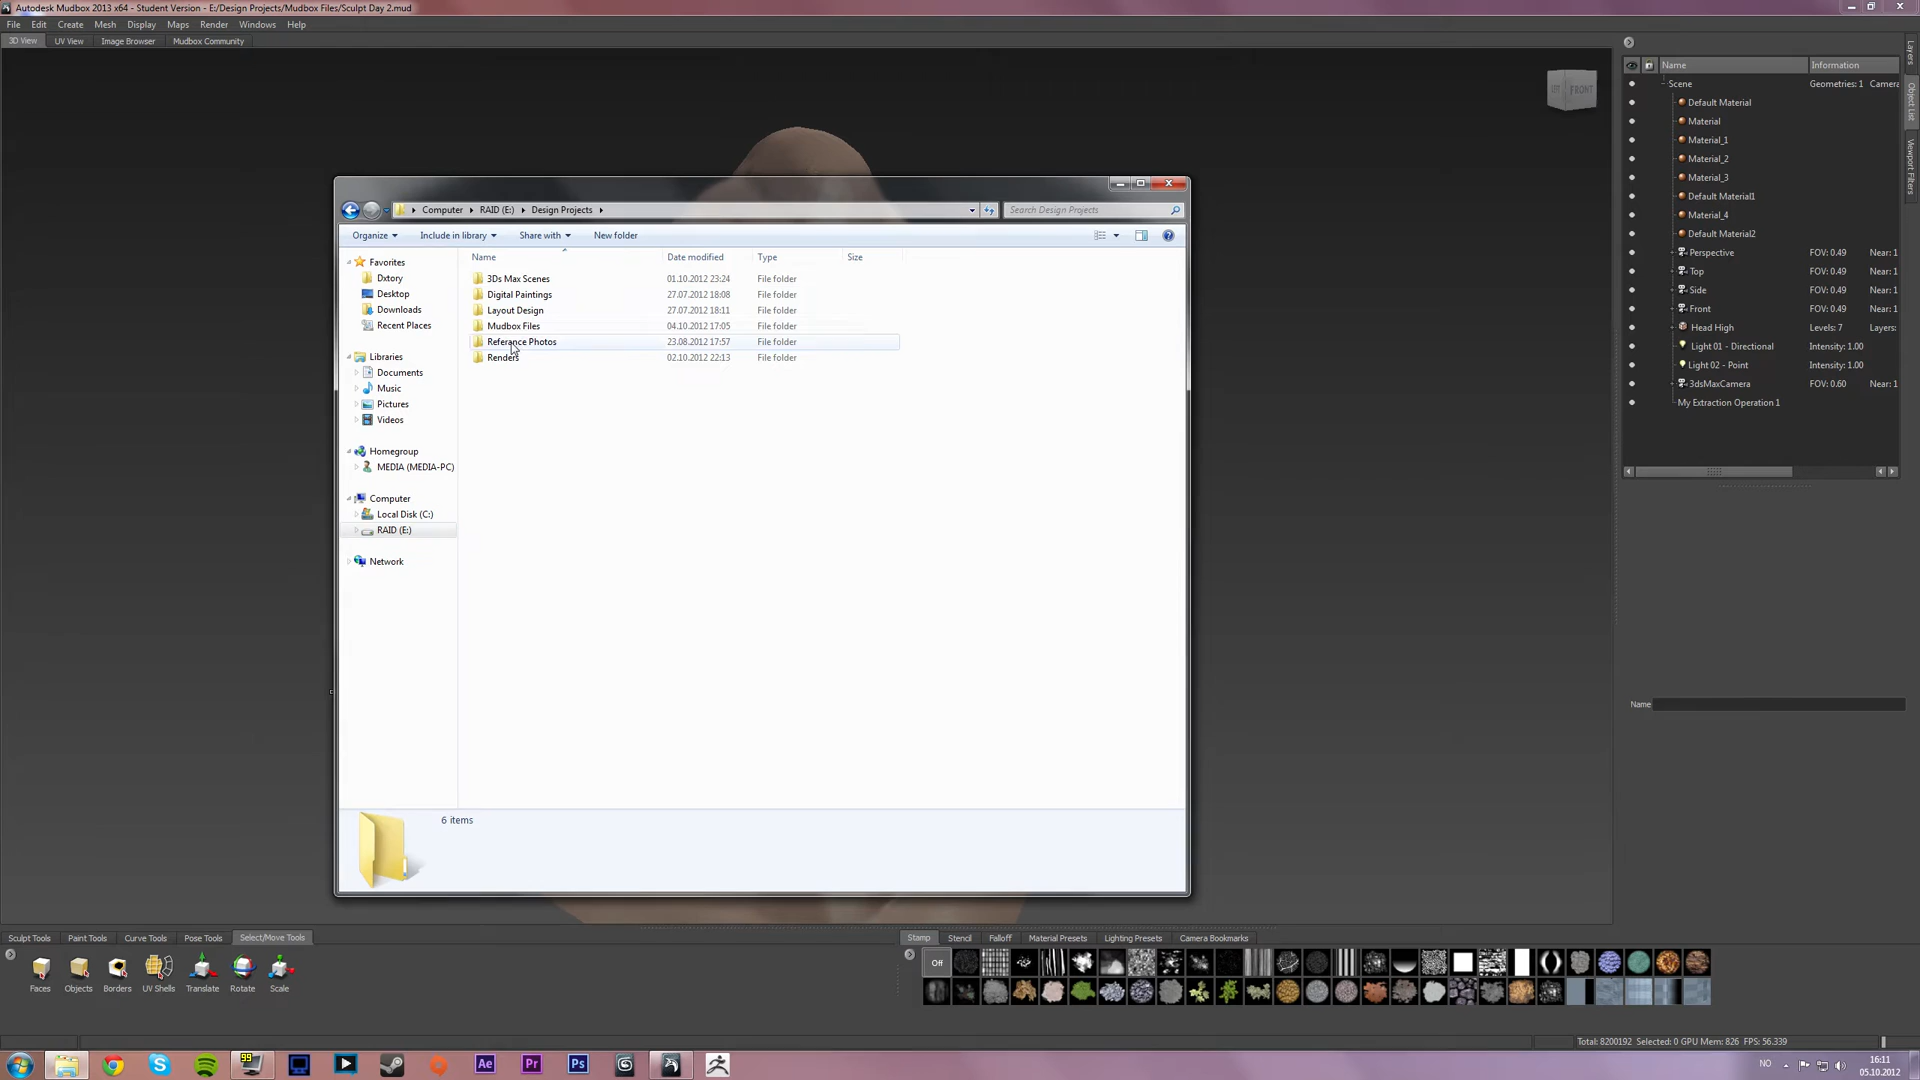 Autodesk Mudbox 2013 x64 - Student Version - E:/Design Projects/Mudbox Files/Sculpt Day 2.mud
File Edit Create Mesh Display Maps Render Windows Help
3D View UV View Image Browser Mudbox Community
FRONT
Layers
Object List
Viewport Filters
Name Information
Scene Geometries: 1 Camera
Default Material
Material
Material_1
Material_2
Material_3
Default Material1
Material_4
Default Material2
Perspective FOV: 0.49 Near: 1
Top FOV: 0.49 Near: 1
Side FOV: 0.49 Near: 1
Front FOV: 0.49 Near: 1
Head High Levels: 7 Layers:
Light 01 - Directional Intensity: 1.00
Light 02 - Point Intensity: 1.00
3dsMaxCamera FOV: 0.60 Near: 1
My Extraction Operation 1
Name
Computer RAID (E:) Design Projects
Search Design Projects
Organize Include in library Share with New folder
Favorites
Dxtory
Desktop
Downloads
Recent Places
Libraries
Documents
Music
Pictures
Videos
Homegroup
MEDIA (MEDIA-PC)
Computer
Local Disk (C:)
RAID (E:)
Network
Name Date modified Type Size
3Ds Max Scenes 01.10.2012 23:24 File folder
Digital Paintings 27.07.2012 18:08 File folder
Layout Design 27.07.2012 18:11 File folder
Mudbox Files 04.10.2012 17:05 File folder
Referance Photos 23.08.2012 17:57 File folder
Renders 02.10.2012 22:13 File folder
6 items
Sculpt Tools Paint Tools Curve Tools Pose Tools Select/Move Tools
Faces Objects Borders UV Shells Translate Rotate Scale
Stamp Stencil Falloff Material Presets Lighting Presets Camera Bookmarks
Off
Total: 8200192 Selected: 0 GPU Mem: 826 FPS: 56.339
99
Ae Pr Ps
NO
16:11
05.10.2012